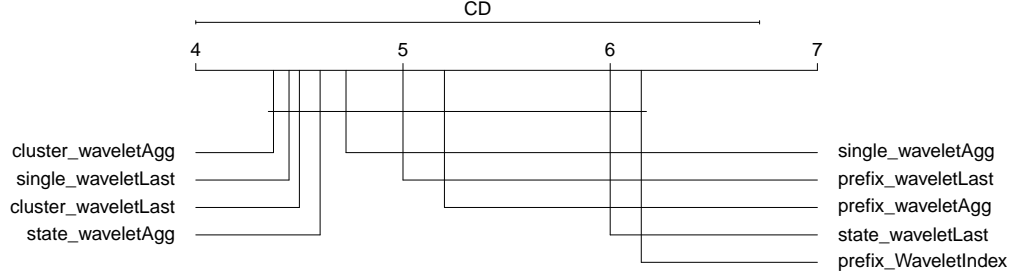 CD
4 5 6 7
cluster_waveletAgg single_waveletAgg
single_waveletLast prefix_waveletLast
cluster_waveletLast prefix_waveletAgg
state_waveletAgg state_waveletLast
prefix_WaveletIndex